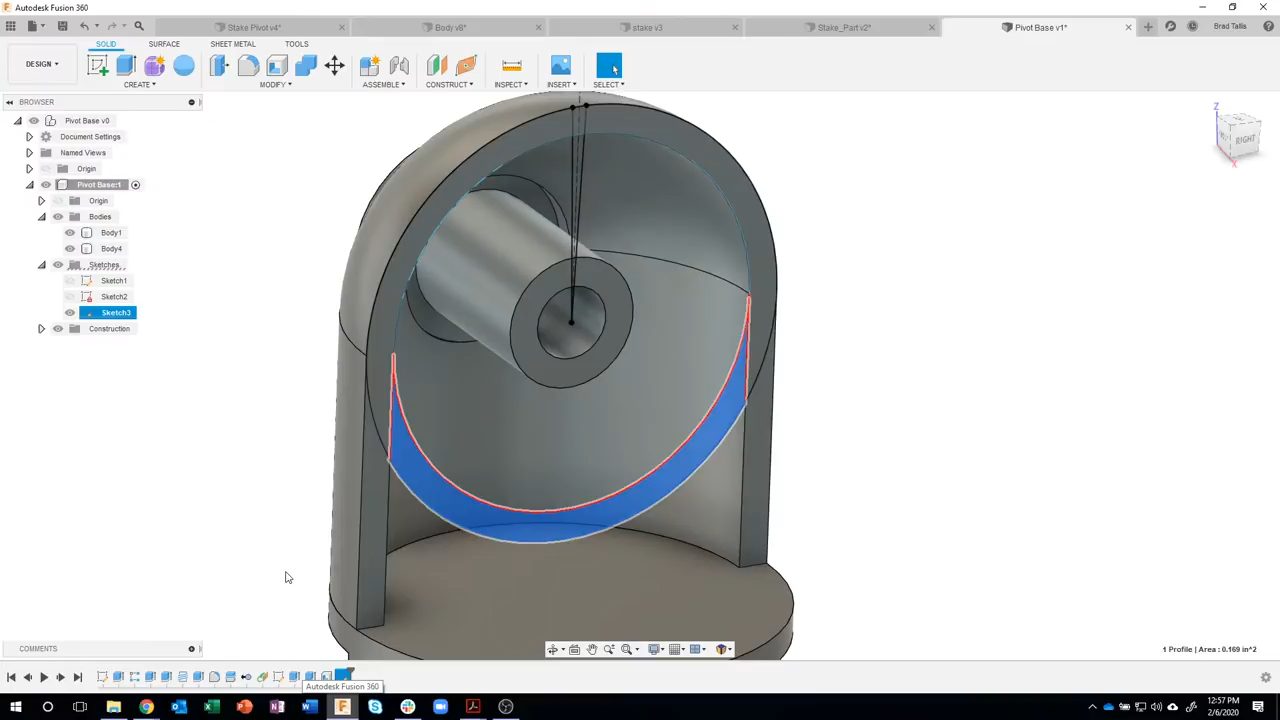 Autodesk Fusion 360
Stake Pivot v4*
Body v8*
stake v3
Stake_Part v2*
Pivot Base v1*
Brad Tallis
SOLID
SURFACE
SHEET METAL
TOOLS
DESIGN
CREATE
MODIFY
ASSEMBLE
CONSTRUCT
INSPECT
INSERT
SELECT
BROWSER
Pivot Base v0
Document Settings
Named Views
Origin
Pivot Base:1
Origin
Bodies
Body1
Body4
Sketches
Sketch1
Sketch2
Sketch3
Construction
Z
RIGHT
X
COMMENTS
1 Profile | Area : 0.169 in^2
Autodesk Fusion 360
12:57 PM
2/6/2020